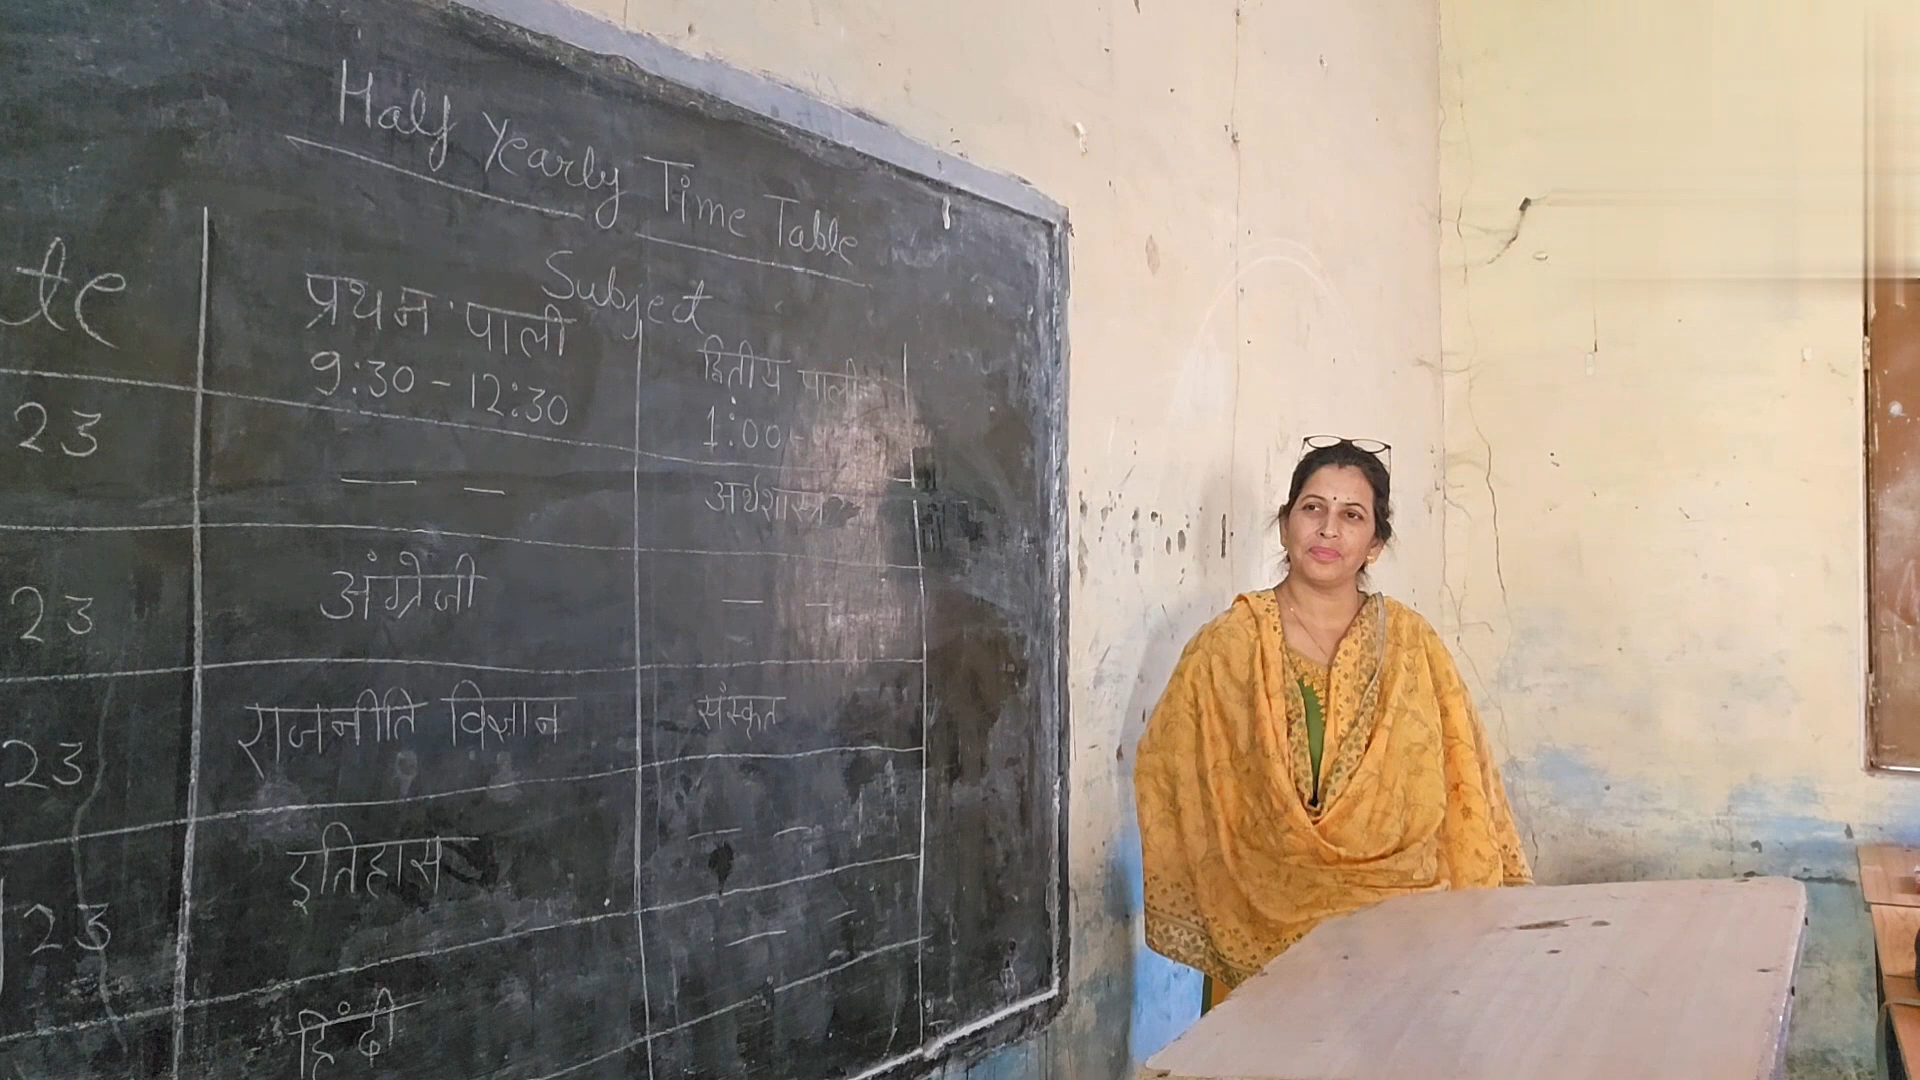 Half Yearly Time Table
Subject
प्रथम पाली
द्वितीय पाली
9:30 - 12:30
1:00
23
— —
अर्थशास्त्र
23
अंग्रेजी
— —
23
राजनीति विज्ञान
संस्कृत
23
इतिहास
— —
हिंदी
— —